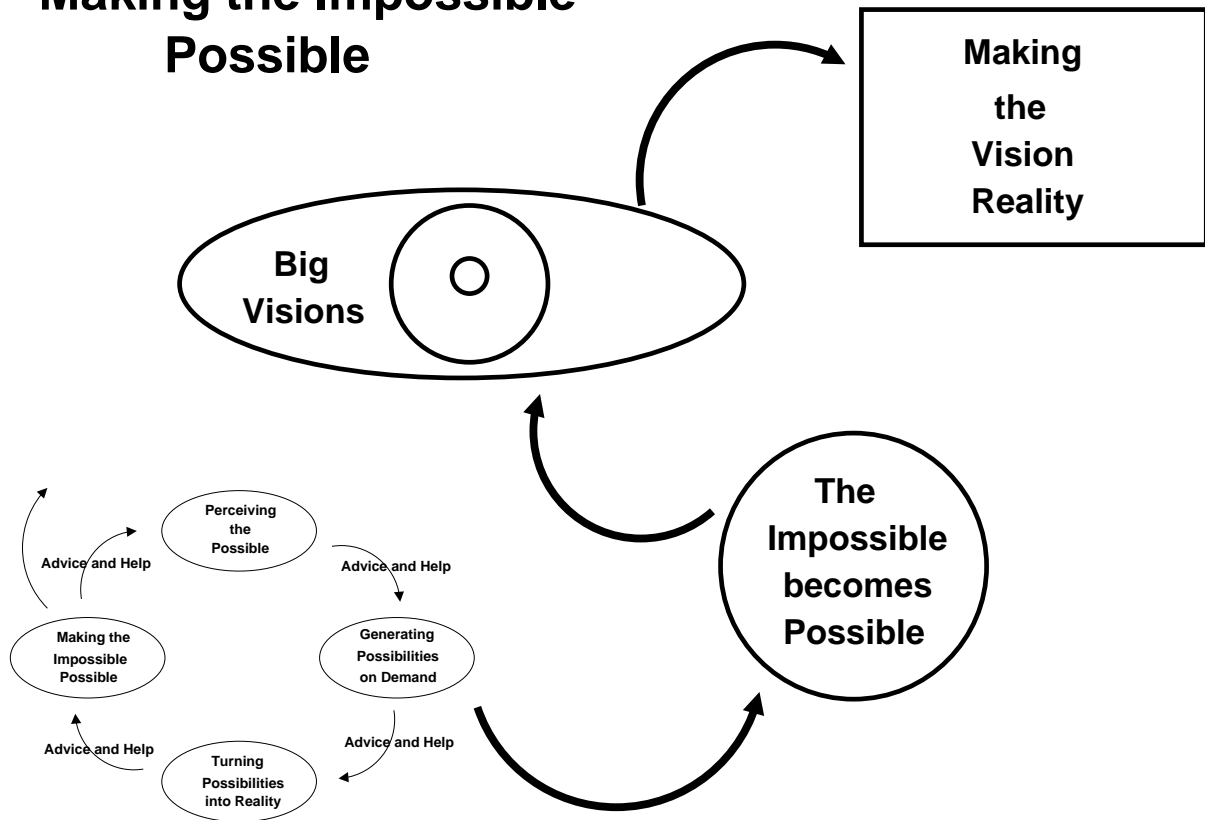 Making the Impossible
Possible
Making
the
Vision
Reality
Big
Visions
The
Impossible
becomes
Possible
Perceiving
the
Possible
Advice and Help
Advice and Help
Making the
Impossible
Possible
Generating
Possibilities
on Demand
Advice and Help
Advice and Help
Turning
Possibilities
into Reality